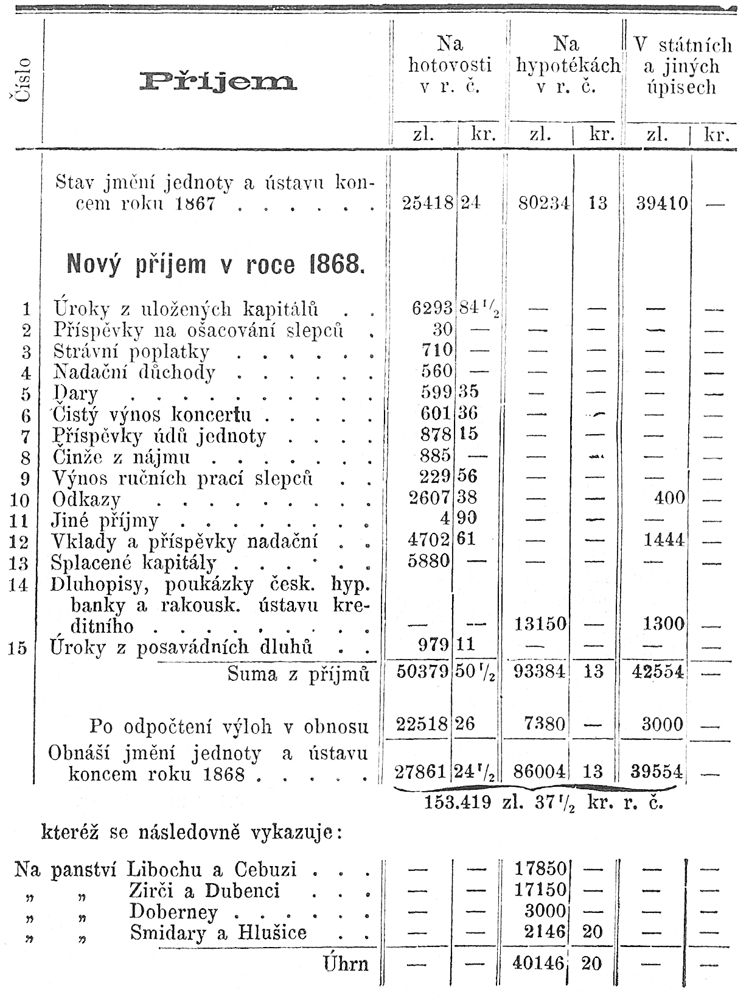 Číslo
Příjem
Na hotovosti v r. č.
Na hypotékách v r. č.
V státních a jiných úpisech
zl. kr. zl. kr. zl. kr.
Stav jmění jednoty a ústavu kon-
cem roku 1867 . . . . . . 25418 24 80234 13 39410 —
Nový příjem v roce 1868.
1 Úroky z uložených kapitálů . . 6293 84 1/2 — — — —
2 Příspěvky na ošacování slepců . 30 — — — — —
3 Strávní poplatky . . . . . . 710 — — — — —
4 Nadační důchody . . . . . . 560 — — — — —
5 Dary . . . . . . . . . . 599 35 — — — —
6 Čistý výnos koncertu . . . . . 601 36 — — — —
7 Příspěvky údů jednoty . . . . 878 15 — — — —
8 Činže z nájmu . . . . . . . 885 — — — — —
9 Výnos ručních prací slepců . . 229 56 — — — —
10 Odkazy . . . . . . . . . 2607 38 — — 400 —
11 Jiné příjmy . . . . . . . . 4 90 — — — —
12 Vklady a příspěvky nadační . . 4702 61 — — 1444 —
13 Splacené kapitály . . . . . . 5880 — — — — —
14 Dluhopisy, poukázky česk. hyp.
banky a rakousk. ústavu kre-
ditního . . . . . . . . . — — 13150 — 1300 —
15 Úroky z posavádních dluhů . . 979 11 — — — —
Suma z příjmů 50379 50 1/2 93384 13 42554 —
Po odpočtení výloh v obnosu 22518 26 7380 — 3000 —
Obnáší jmění jednoty a ústavu
koncem roku 1868 . . . . . 27861 24 1/2 86004 13 39554 —
153.419 zl. 37 1/2 kr. r. č.
kteréž se následovně vykazuje:
Na panství Libochu a Cebuzi . . . — — 17850 — — —
„ „ Zirči a Dubenci . . . — — 17150 — — —
„ „ Doberney . . . . . . — — 3000 — — —
„ „ Smidary a Hlušice . . — — 2146 20 — —
Úhrn — — 40146 20 — —